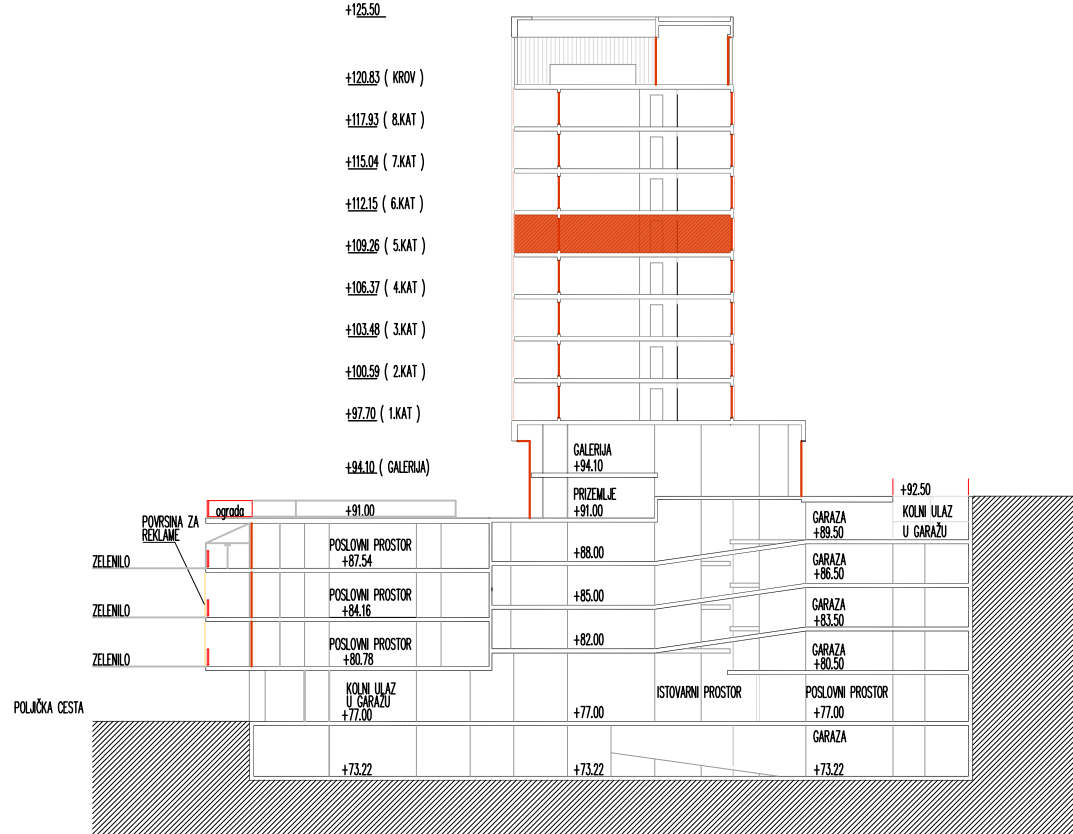 +125.50
+120.83 ( KROV )
+117.93 ( 8.KAT )
+115.04 ( 7.KAT )
+112.15 ( 6.KAT )
+109.26 ( 5.KAT )
+106.37 ( 4.KAT )
+103.48 ( 3.KAT )
+100.59 ( 2.KAT )
+97.70 ( 1.KAT )
+94.10 ( GALERIJA)
GALERIJA
+94.10
PRIZEMLJE
+91.00
+92.50
KOLNI ULAZ
U GARAŽU
ograda
+91.00
POVRSINA ZA
REKLAME
ZELENILO
ZELENILO
ZELENILO
POSLOVNI PROSTOR
+87.54
POSLOVNI PROSTOR
+84.16
POSLOVNI PROSTOR
+80.78
+88.00
+85.00
+82.00
GARAZA
+89.50
GARAZA
+86.50
GARAZA
+83.50
GARAZA
+80.50
POLJIČKA CESTA
KOLNI ULAZ
U GARAŽU
+77.00
+77.00
ISTOVARNI PROSTOR
POSLOVNI PROSTOR
+77.00
GARAZA
+73.22
+73.22
+73.22